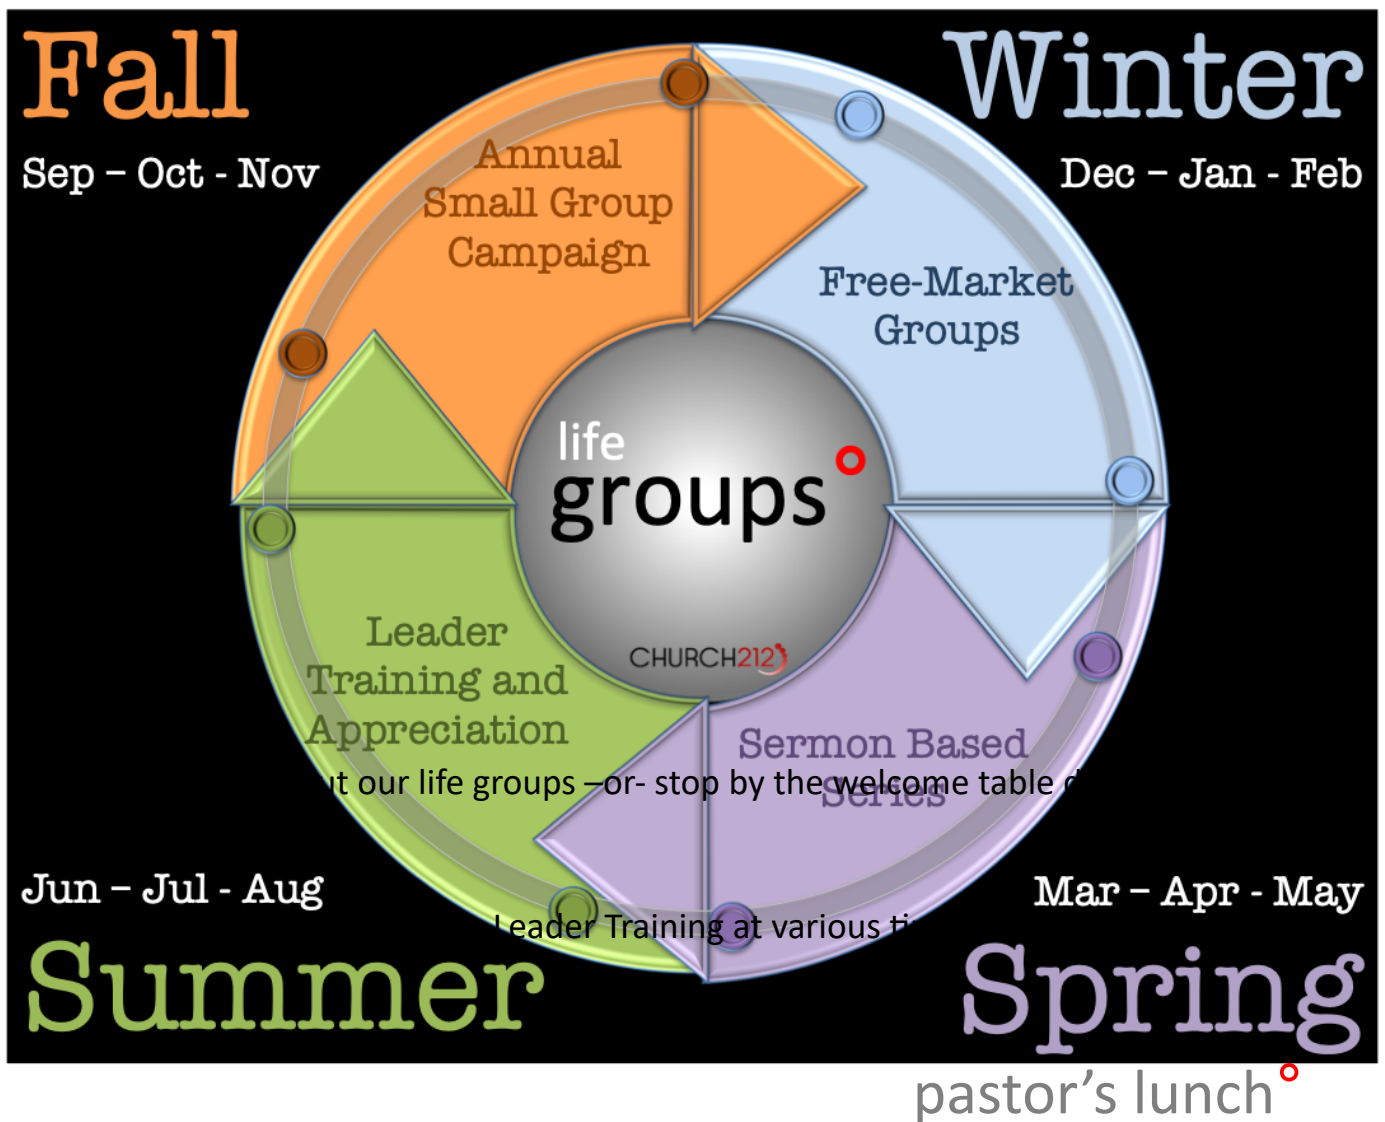 Fall
Sep – Oct - Nov
Winter
Dec – Jan - Feb
Annual
Small Group
Campaign
Free-Market
Groups
life
groups°
CHURCH212
Leader
Training and
Appreciation
Sermon Based
Series
our life groups –or- stop by the welcome table
Leader Training at various
Jun – Jul - Aug
Summer
Mar – Apr - May
Spring
pastor’s lunch°